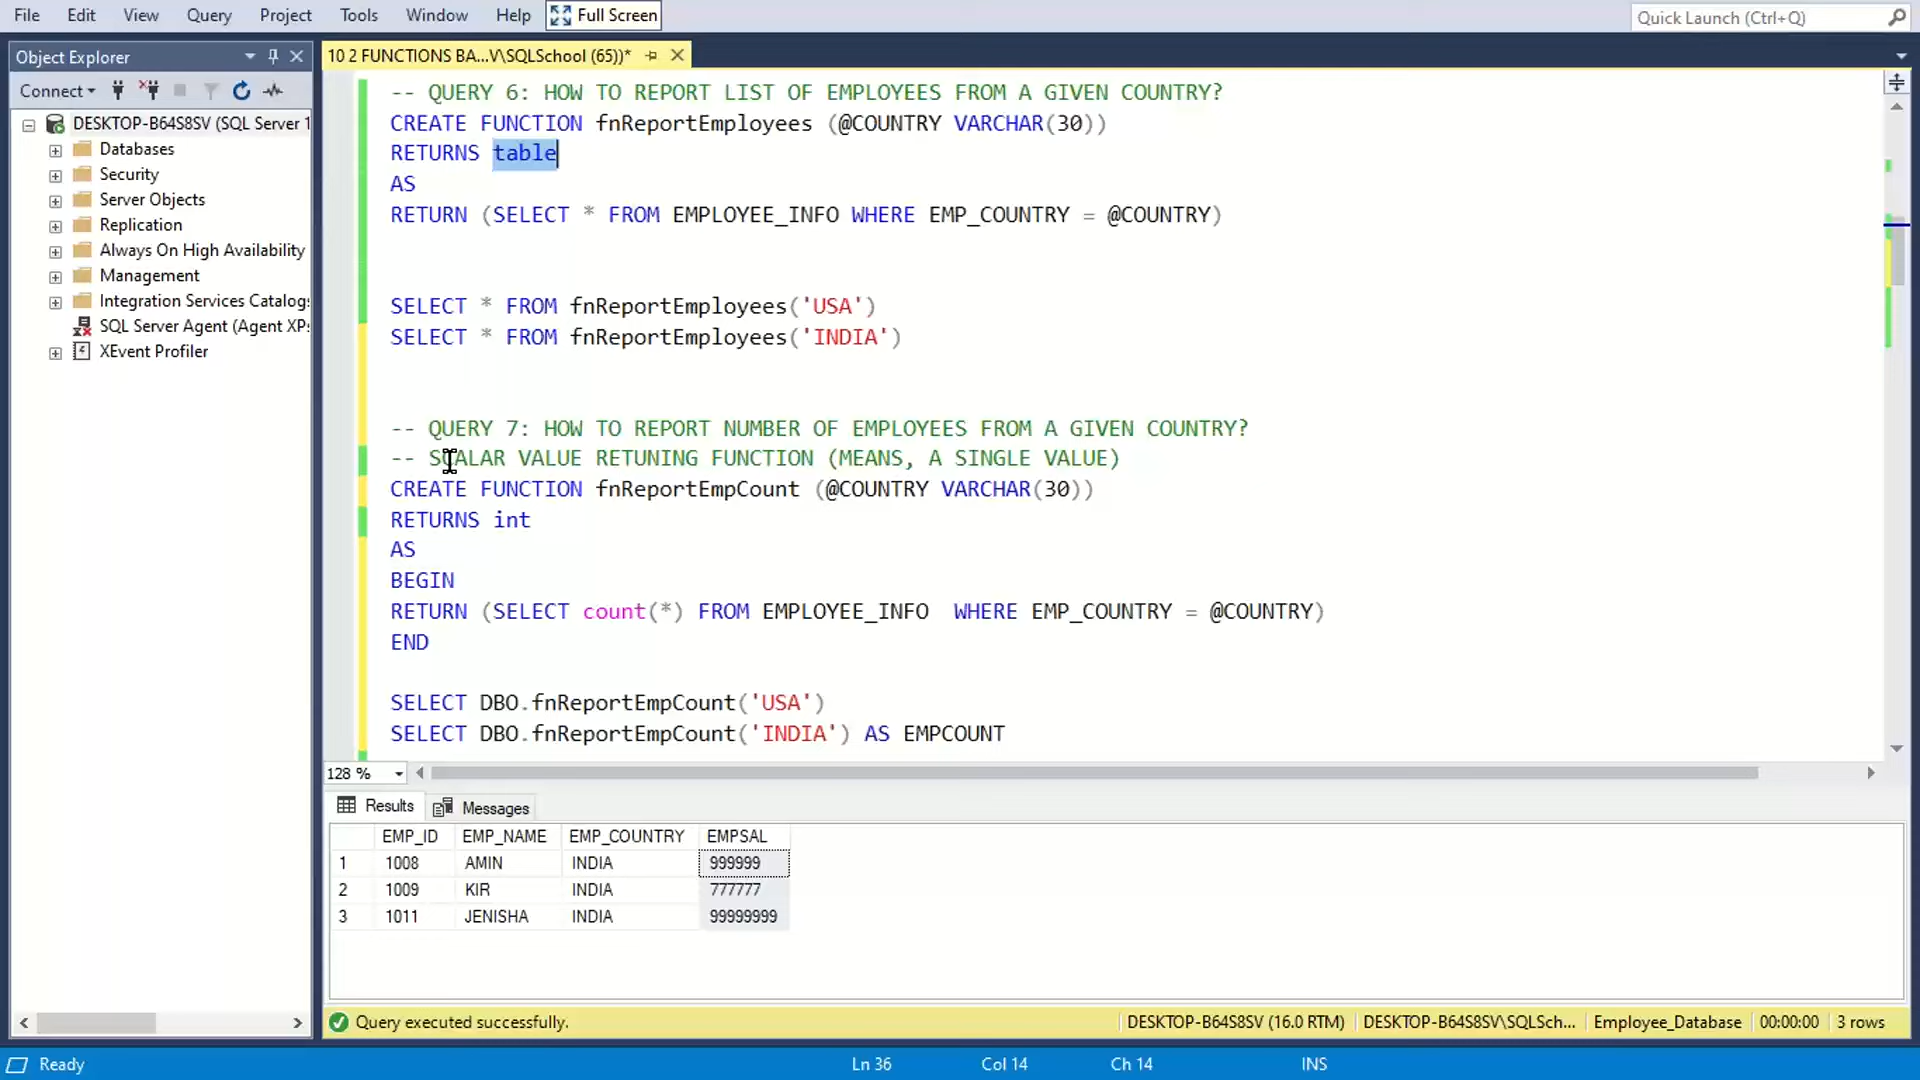 File Edit View Query Project Tools Window Help Full Screen
Quick Launch (Ctrl+Q)
Object Explorer
Connect
DESKTOP-B64S8SV (SQL Server 1
Databases
Security
Server Objects
Replication
Always On High Availability
Management
Integration Services Catalogs
SQL Server Agent (Agent XPs
XEvent Profiler
10 2 FUNCTIONS BA...V\SQLSchool (65))*
-- QUERY 6: HOW TO REPORT LIST OF EMPLOYEES FROM A GIVEN COUNTRY?
CREATE FUNCTION fnReportEmployees (@COUNTRY VARCHAR(30))
RETURNS table
AS
RETURN (SELECT * FROM EMPLOYEE_INFO WHERE EMP_COUNTRY = @COUNTRY)
SELECT * FROM fnReportEmployees('USA')
SELECT * FROM fnReportEmployees('INDIA')
-- QUERY 7: HOW TO REPORT NUMBER OF EMPLOYEES FROM A GIVEN COUNTRY?
-- SCALAR VALUE RETUNING FUNCTION (MEANS, A SINGLE VALUE)
CREATE FUNCTION fnReportEmpCount (@COUNTRY VARCHAR(30))
RETURNS int
AS
BEGIN
RETURN (SELECT count(*) FROM EMPLOYEE_INFO WHERE EMP_COUNTRY = @COUNTRY)
END
SELECT DBO.fnReportEmpCount('USA')
SELECT DBO.fnReportEmpCount('INDIA') AS EMPCOUNT
128 %
Results Messages
EMP_ID EMP_NAME EMP_COUNTRY EMPSAL
1 1008 AMIN INDIA 999999
2 1009 KIR INDIA 777777
3 1011 JENISHA INDIA 99999999
Query executed successfully.
DESKTOP-B64S8SV (16.0 RTM) DESKTOP-B64S8SV\SQLSch... Employee_Database 00:00:00 3 rows
Ready Ln 36 Col 14 Ch 14 INS